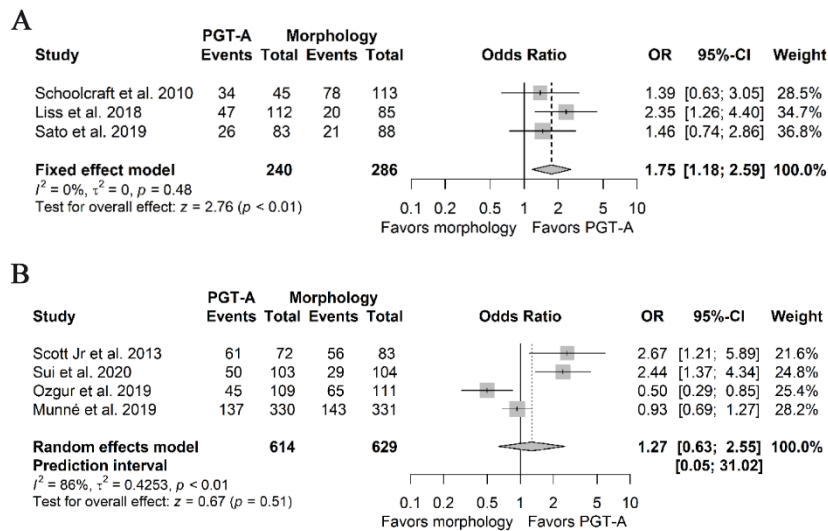 A
PGT-A Morphology
Study Events Total Events Total Odds Ratio OR 95%-CI Weight
Schoolcraft et al. 2010 34 45 78 113 1.39 [0.63; 3.05] 28.5%
Liss et al. 2018 47 112 20 85 2.35 [1.26; 4.40] 34.7%
Sato et al. 2019 26 83 21 88 1.46 [0.74; 2.86] 36.8%
Fixed effect model 240 286 1.75 [1.18; 2.59] 100.0%
I² = 0%, τ² = 0, p = 0.48
Test for overall effect: z = 2.76 (p < 0.01)
0.1 0.2 0.5 1 2 5 10
Favors morphology Favors PGT-A
B
PGT-A Morphology
Study Events Total Events Total Odds Ratio OR 95%-CI Weight
Scott Jr et al. 2013 61 72 56 83 2.67 [1.21; 5.89] 21.6%
Sui et al. 2020 50 103 29 104 2.44 [1.37; 4.34] 24.8%
Ozgur et al. 2019 45 109 65 111 0.50 [0.29; 0.85] 25.4%
Munné et al. 2019 137 330 143 331 0.93 [0.69; 1.27] 28.2%
Random effects model 614 629 1.27 [0.63; 2.55] 100.0%
Prediction interval [0.05; 31.02]
I² = 86%, τ² = 0.4253, p < 0.01
Test for overall effect: z = 0.67 (p = 0.51)
0.1 0.2 0.5 1 2 5 10
Favors morphology Favors PGT-A